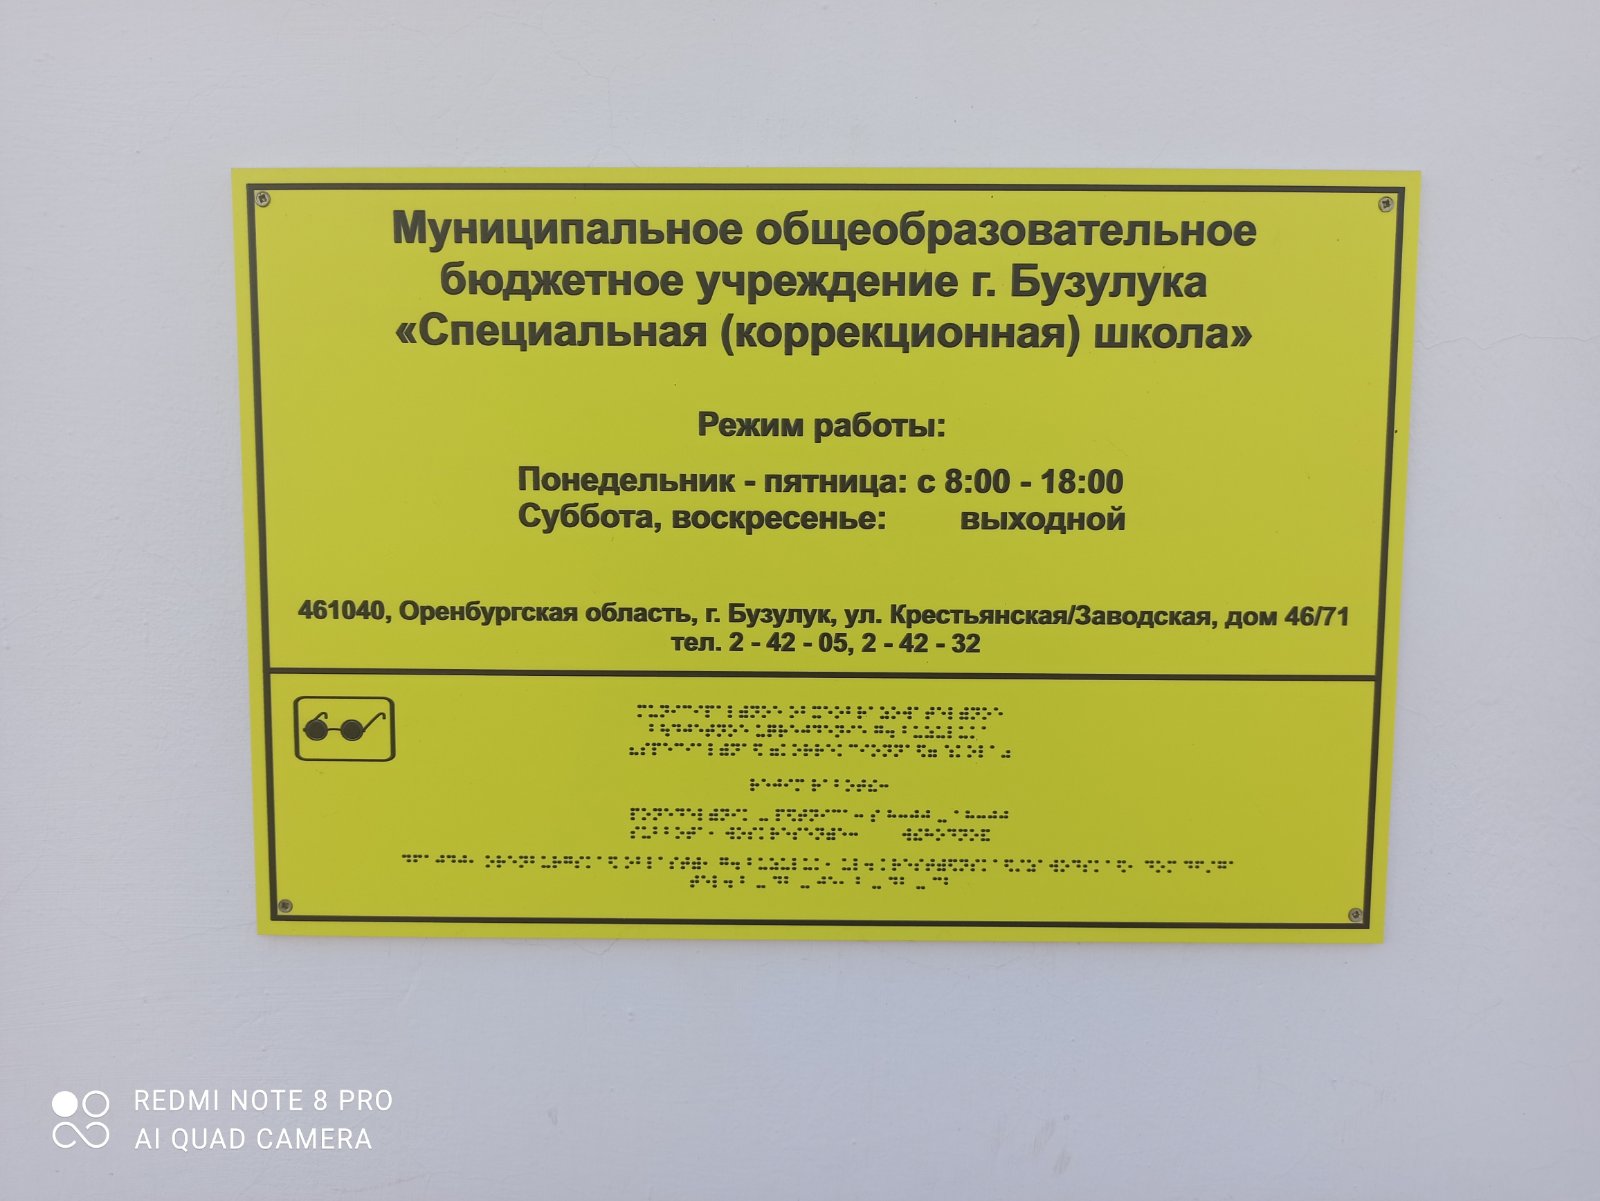 Муниципальное общеобразовательное
бюджетное учреждение г. Бузулука
«Специальная (коррекционная) школа»
Режим работы:
Понедельник - пятница: с 8:00 - 18:00
Суббота, воскресенье: выходной
461040, Оренбургская область, г. Бузулук, ул. Крестьянская/Заводская, дом 46/71
тел. 2 - 42 - 05, 2 - 42 - 32
REDMI NOTE 8 PRO
AI QUAD CAMERA